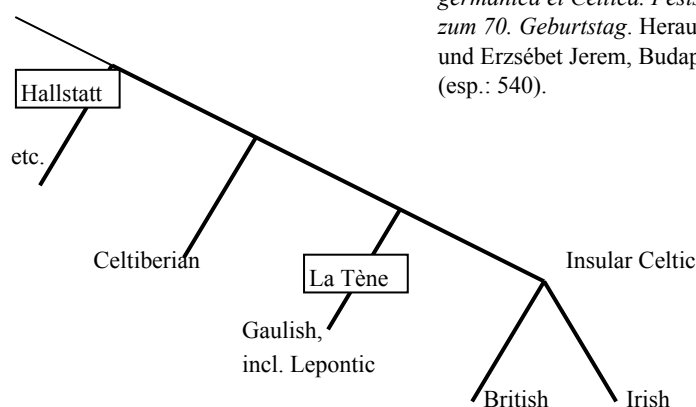 germanica et Celtica.
zum 70. Geburtstag. Herau
und Erzsébet Jerem, Budap
(esp.: 540).
Hallstatt
etc.
Celtiberian
La Tène
Insular Celtic
Gaulish,
incl. Lepontic
British
Irish